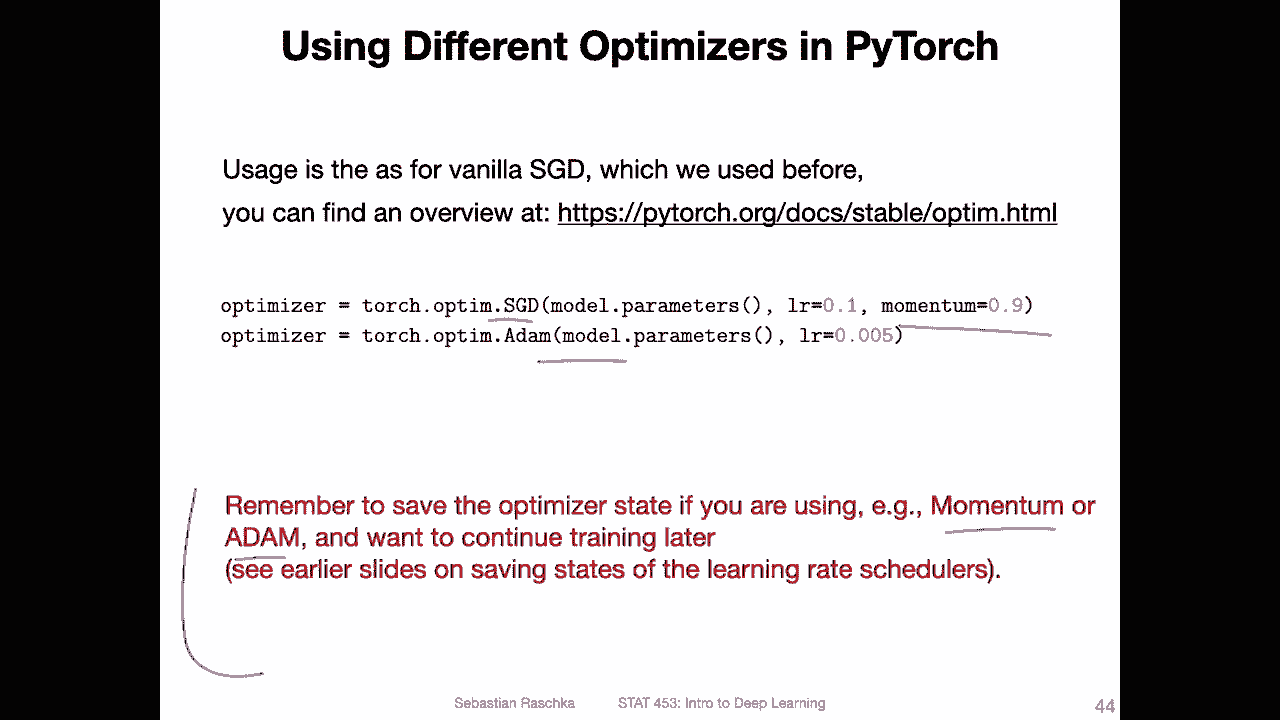 Using Different Optimizers in PyTorch
Usage is the as for vanilla SGD, which we used before,
you can find an overview at: https://pytorch.org/docs/stable/optim.html
optimizer = torch.optim.SGD(model.parameters(), lr=0.1, momentum=0.9)
optimizer = torch.optim.Adam(model.parameters(), lr=0.005)
Remember to save the optimizer state if you are using, e.g., Momentum or
ADAM, and want to continue training later
(see earlier slides on saving states of the learning rate schedulers).
Sebastian Raschka STAT 453: Intro to Deep Learning 44